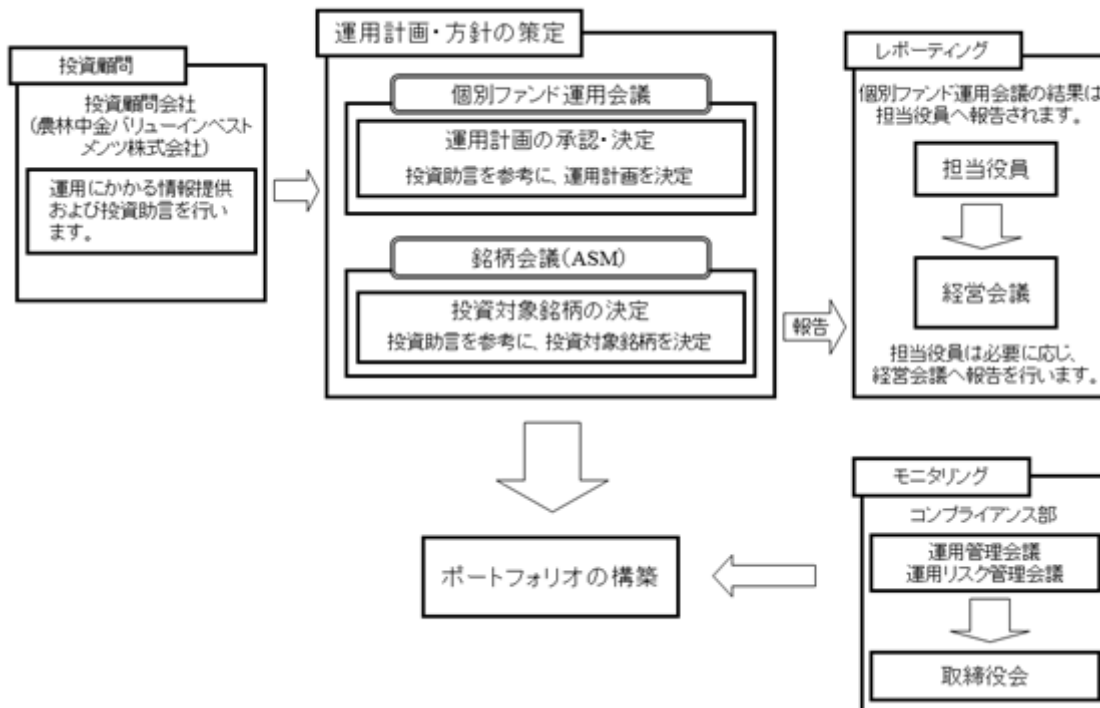 投資顧問
投資顧問会社
(農林中金バリューインベスト
メンツ株式会社)
運用にかかる情報提供
および投資助言を行い
ます。
運用計画・方針の策定
個別ファンド運用会議
運用計画の承認・決定
投資助言を参考に、運用計画を決定
銘柄会議(ASM)
投資対象銘柄の決定
投資助言を参考に、投資対象銘柄を決定
報告
レポーティング
個別ファンド運用会議の結果は
担当役員へ報告されます。
担当役員
経営会議
担当役員は必要に応じ、
経営会議へ報告を行います。
ポートフォリオの構築
モニタリング
コンプライアンス部
運用管理会議
運用リスク管理会議
取締役会